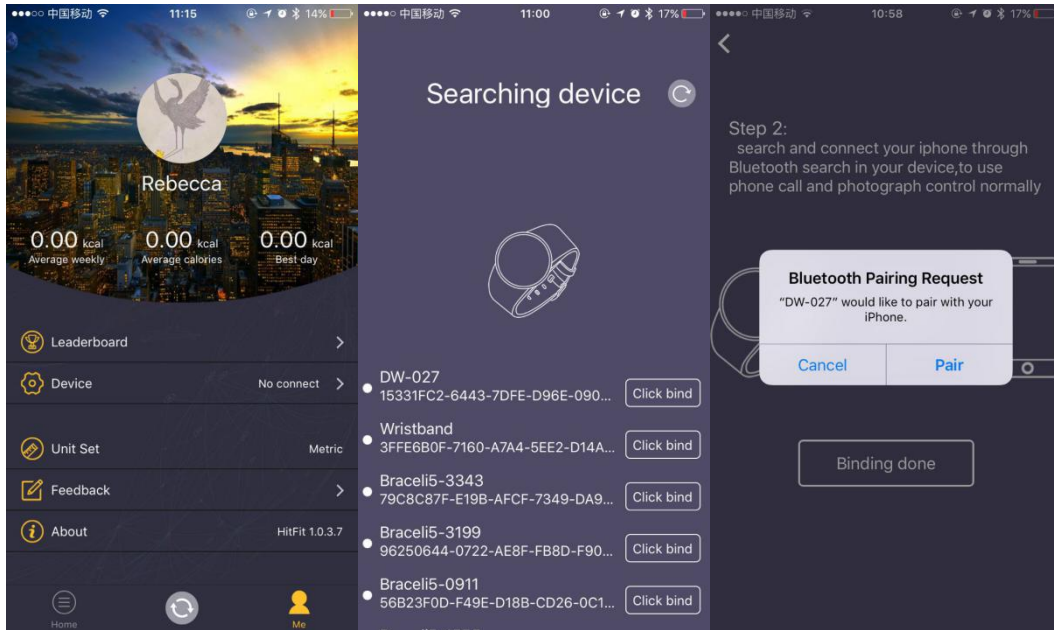 中国移动
11:15
14%
Rebecca
0.00 kcal
Average weekly
0.00 kcal
Average calories
0.00 kcal
Best day
Leaderboard
Device
No connect
Unit Set
Metric
Feedback
About
HitFit 1.0.3.7
Home
Me
中国移动
11:00
17%
Searching device
DW-027
15331FC2-6443-7DFE-D96E-090...
Click bind
Wristband
3FFE6B0F-7160-A7A4-5EE2-D14A...
Click bind
Braceli5-3343
79C8C87F-E19B-AFCF-7349-DA9...
Click bind
Braceli5-3199
96250644-0722-AE8F-FB8D-F90...
Click bind
Braceli5-0911
56B23F0D-F49E-D18B-CD26-0C1...
Click bind
中国移动
10:58
17%
Step 2:
search and connect your iphone through
Bluetooth search in your device,to use
phone call and photograph control normally
Bluetooth Pairing Request
“DW-027” would like to pair with your
iPhone.
Cancel
Pair
Binding done